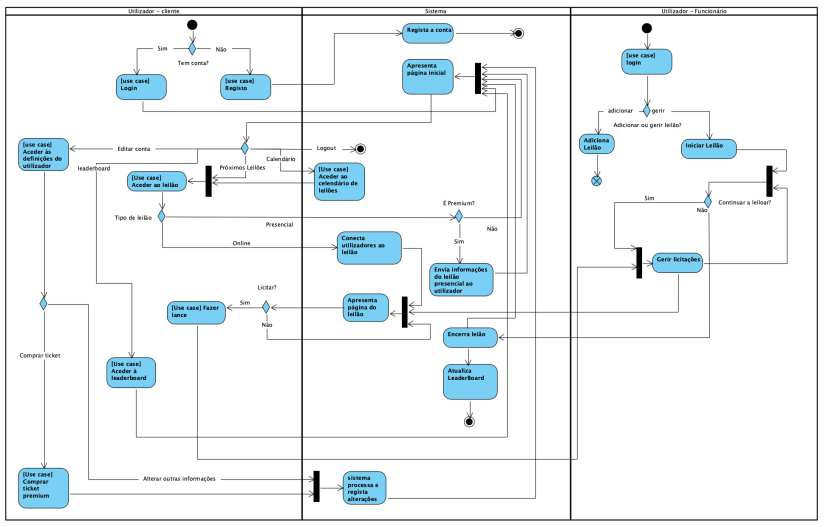 Utilizador - cliente
Sistema
Utilizador - Funcionário
Sim
Não
Tem conta?
[use case]
Login
[use case]
Registo
Regista a conta
Apresenta
página inicial
[use case]
login
adicionar
gerir
Adicionar ou gerir leilão?
Adiciona
Leilão
Iniciar Leilão
[use case]
Aceder às
definições do
utilizador
Editar conta
leaderboard
Logout
Calendário
Próximos Leilões
[Use case]
Aceder ao leilão
[Use case]
Aceder ao
celendário de
leilões
Tipo de leilão
Presencial
É Premium?
Não
Sim
Sim
Não
Continuar a leiloar?
Online
Conecta
utilizadores ao
leilão
Envia informações
do leilão
presencial ao
utilizador
Gerir licitações
Licitar?
Sim
Não
[Use case] Fazer
lance
Apresenta
página do
leilão
Encerra leião
Comprar ticket
[Use case]
Aceder à
leaderboard
Atualiza
LeaderBoard
[Use case]
Comprar
ticket
premium
Alterar outras informações
sistema
processa e
regista
alterações